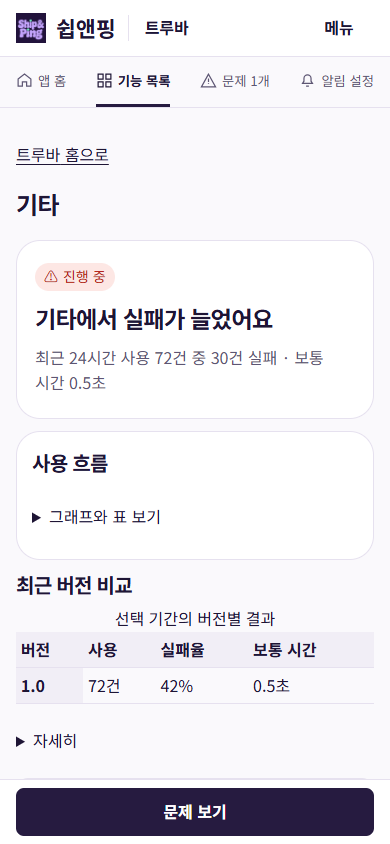 Ship&
Ping
쉽앤핑
트루바
메뉴
앱 홈
기능 목록
문제 1개
알림 설정
트루바 홈으로
기타
진행 중
기타에서 실패가 늘었어요
최근 24시간 사용 72건 중 30건 실패 · 보통
시간 0.5초
사용 흐름
그래프와 표 보기
최근 버전 비교
선택 기간의 버전별 결과
버전 사용 실패율 보통 시간
1.0 72건 42% 0.5초
자세히
문제 보기